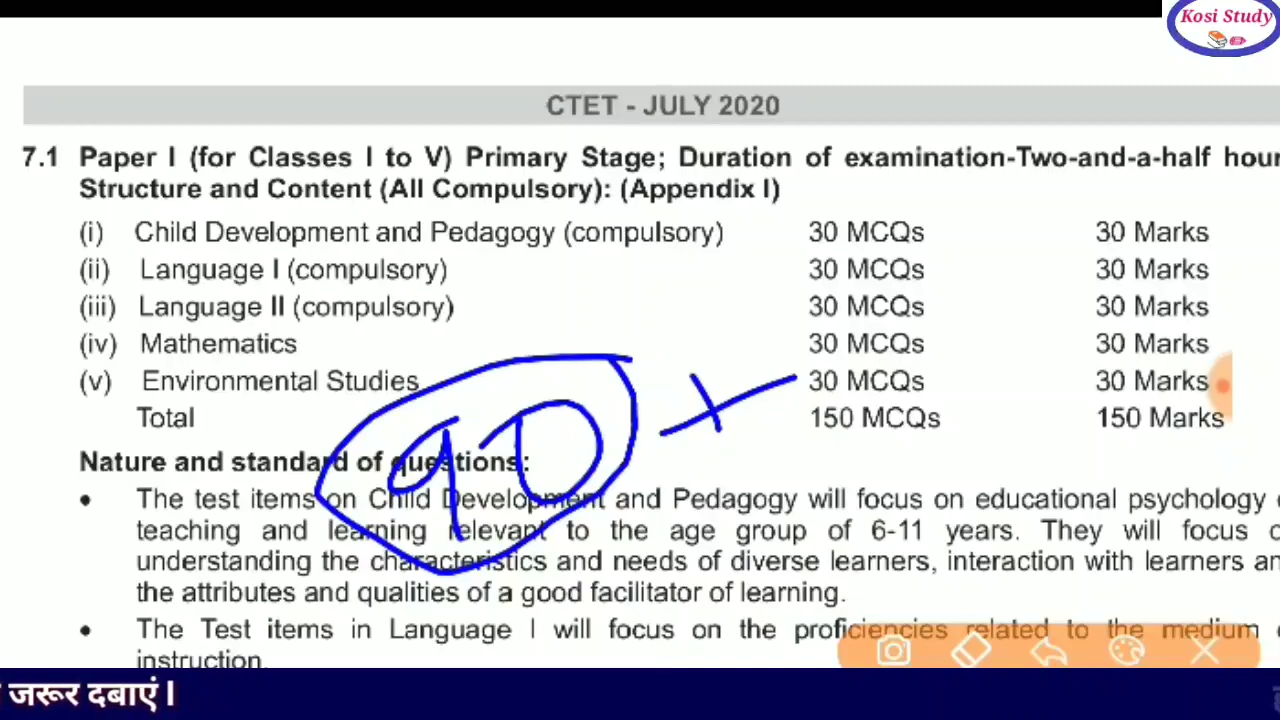 Kosi Study
CTET - JULY 2020
7.1 Paper I (for Classes I to V) Primary Stage; Duration of examination-Two-and-a-half hour
Structure and Content (All Compulsory): (Appendix I)
(i) Child Development and Pedagogy (compulsory) 30 MCQs 30 Marks
(ii) Language I (compulsory) 30 MCQs 30 Marks
(iii) Language II (compulsory) 30 MCQs 30 Marks
(iv) Mathematics 30 MCQs 30 Marks
(v) Environmental Studies 30 MCQs 30 Marks
Total 150 MCQs 150 Marks
90 +
Nature and standard of questions:
• The test items on Child Development and Pedagogy will focus on educational psychology
teaching and learning relevant to the age group of 6-11 years. They will focus
understanding the characteristics and needs of diverse learners, interaction with learners
the attributes and qualities of a good facilitator of learning.
• The Test items in Language I will focus on the proficiencies related to the medium
instruction.
जरूर दबाएं l